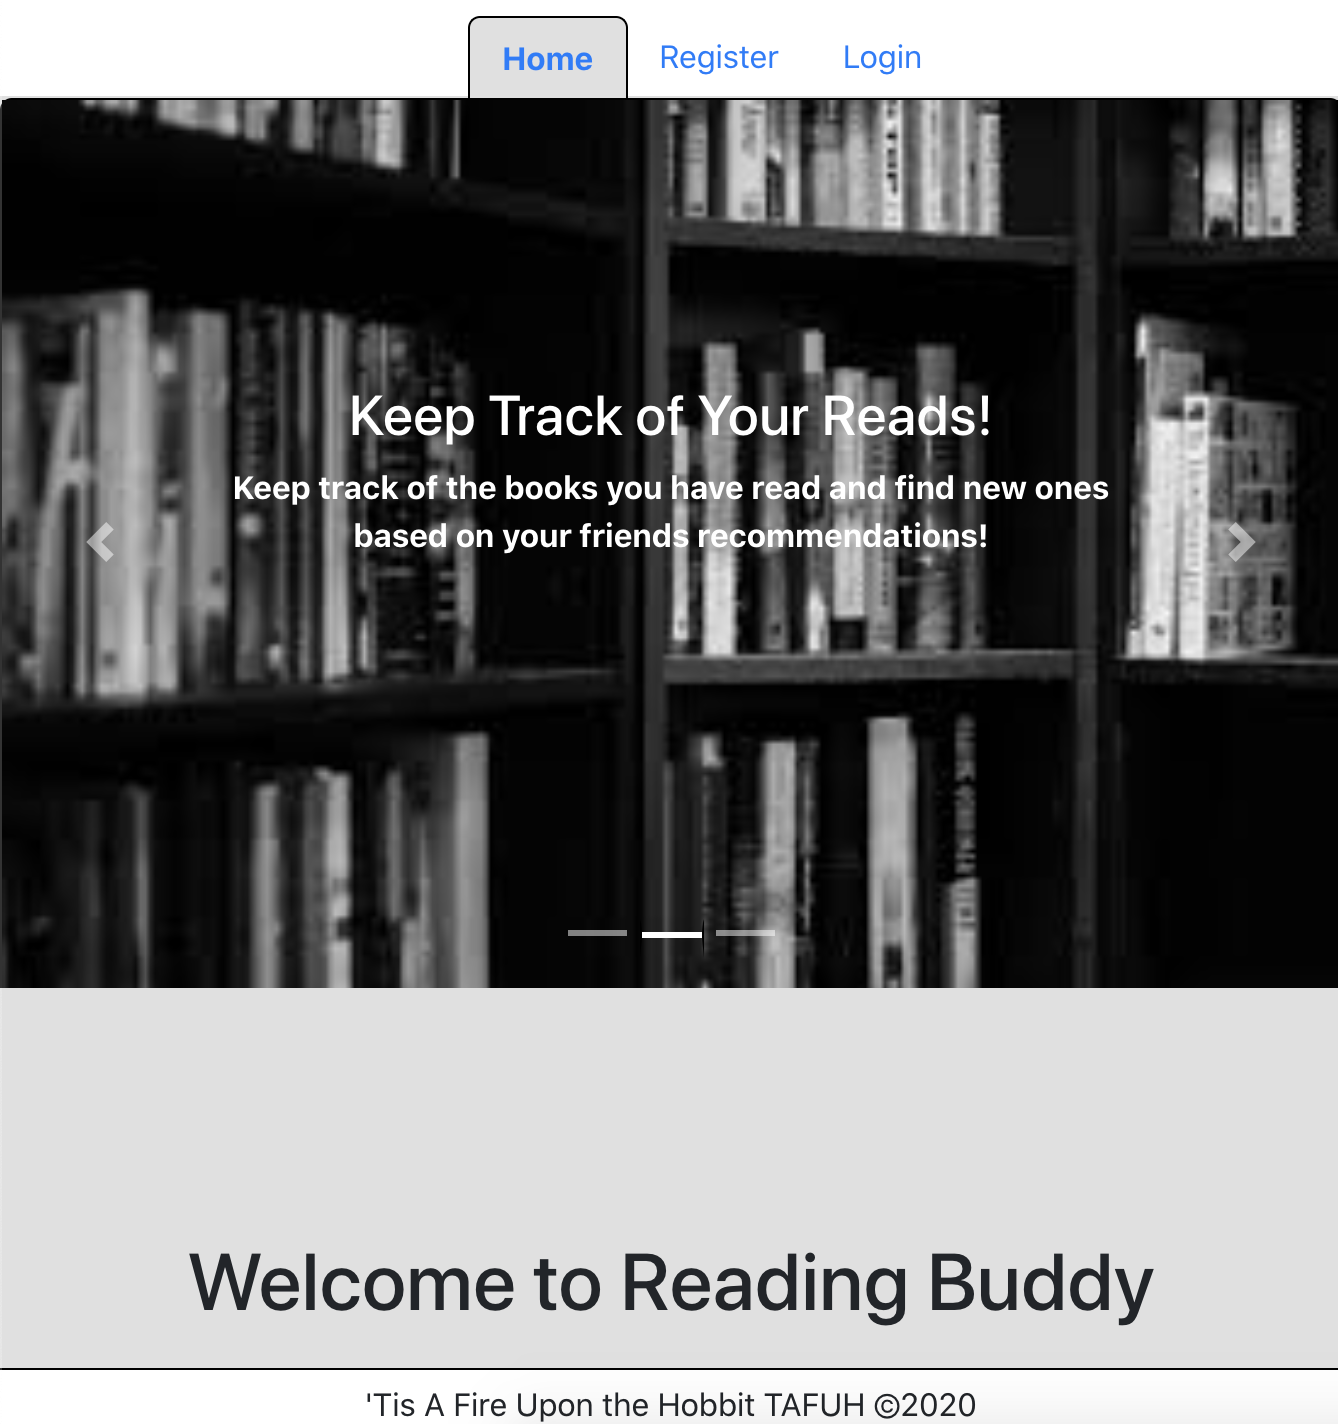 Home Register Login
Keep Track of Your Reads!
Keep track of the books you have read and find new ones
based on your friends recommendations!
Welcome to Reading Buddy
'Tis A Fire Upon the Hobbit TAFUH ©2020